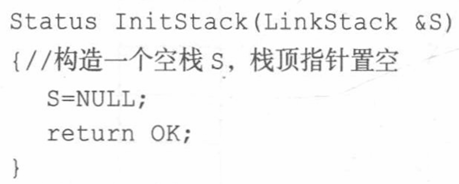 Status InitStack(LinkStack &S)
{//构造一个空栈 S，栈顶指针置空
S=NULL;
return OK;
}